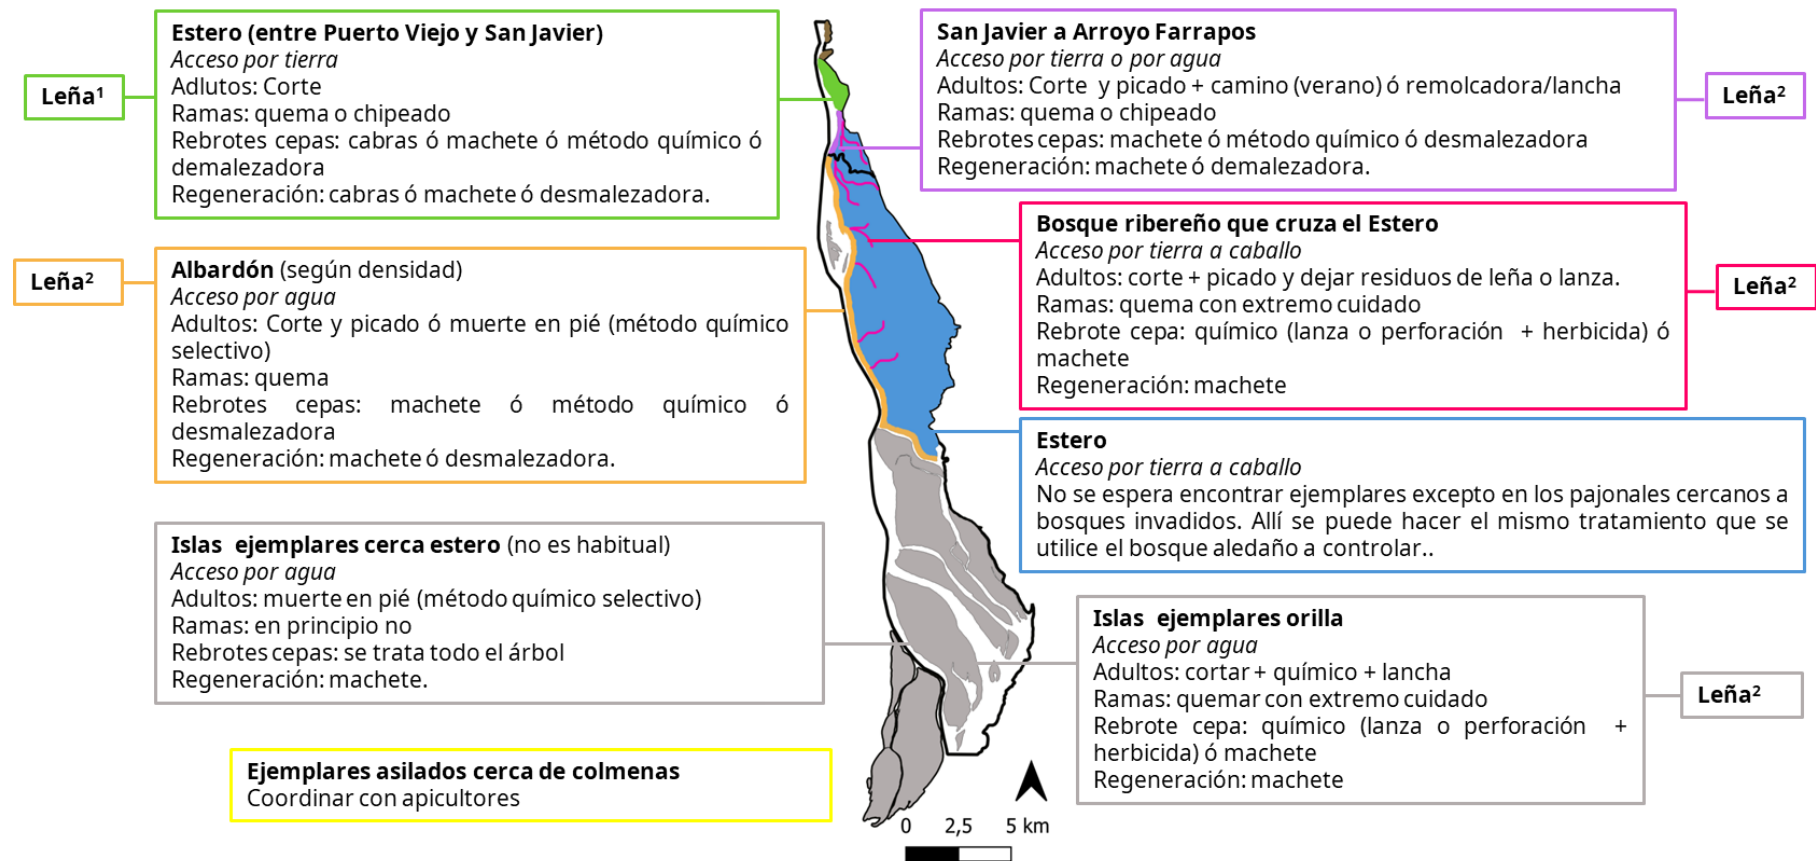 Leña¹
Estero (entre Puerto Viejo y San Javier)
Acceso por tierra
Adlutos: Corte
Ramas: quema o chipeado
Rebrotes cepas: cabras ó machete ó método químico ó
demalezadora
Regeneración: cabras ó machete ó desmalezadora.
San Javier a Arroyo Farrapos
Acceso por tierra o por agua
Adultos: Corte y picado + camino (verano) ó remolcadora/lancha
Ramas: quema o chipeado
Rebrotes cepas: machete ó método químico ó desmalezadora
Regeneración: machete ó demalezadora.
Leña²
Leña²
Albardón (según densidad)
Acceso por agua
Adultos: Corte y picado ó muerte en pié (método químico
selectivo)
Ramas: quema
Rebrotes cepas: machete ó método químico ó
desmalezadora
Regeneración: machete ó desmalezadora.
Bosque ribereño que cruza el Estero
Acceso por tierra a caballo
Adultos: corte + picado y dejar residuos de leña o lanza.
Ramas: quema con extremo cuidado
Rebrote cepa: químico (lanza o perforación + herbicida) ó
machete
Regeneración: machete
Leña²
Estero
Acceso por tierra a caballo
No se espera encontrar ejemplares excepto en los pajonales cercanos a
bosques invadidos. Allí se puede hacer el mismo tratamiento que se
utilice el bosque aledaño a controlar..
Islas ejemplares cerca estero (no es habitual)
Acceso por agua
Adultos: muerte en pié (método químico selectivo)
Ramas: en principio no
Rebrotes cepas: se trata todo el árbol
Regeneración: machete.
Islas ejemplares orilla
Acceso por agua
Adultos: cortar + químico + lancha
Ramas: quemar con extremo cuidado
Rebrote cepa: químico (lanza o perforación +
herbicida) ó machete
Regeneración: machete
Leña²
Ejemplares asilados cerca de colmenas
Coordinar con apicultores
0 2,5 5 km